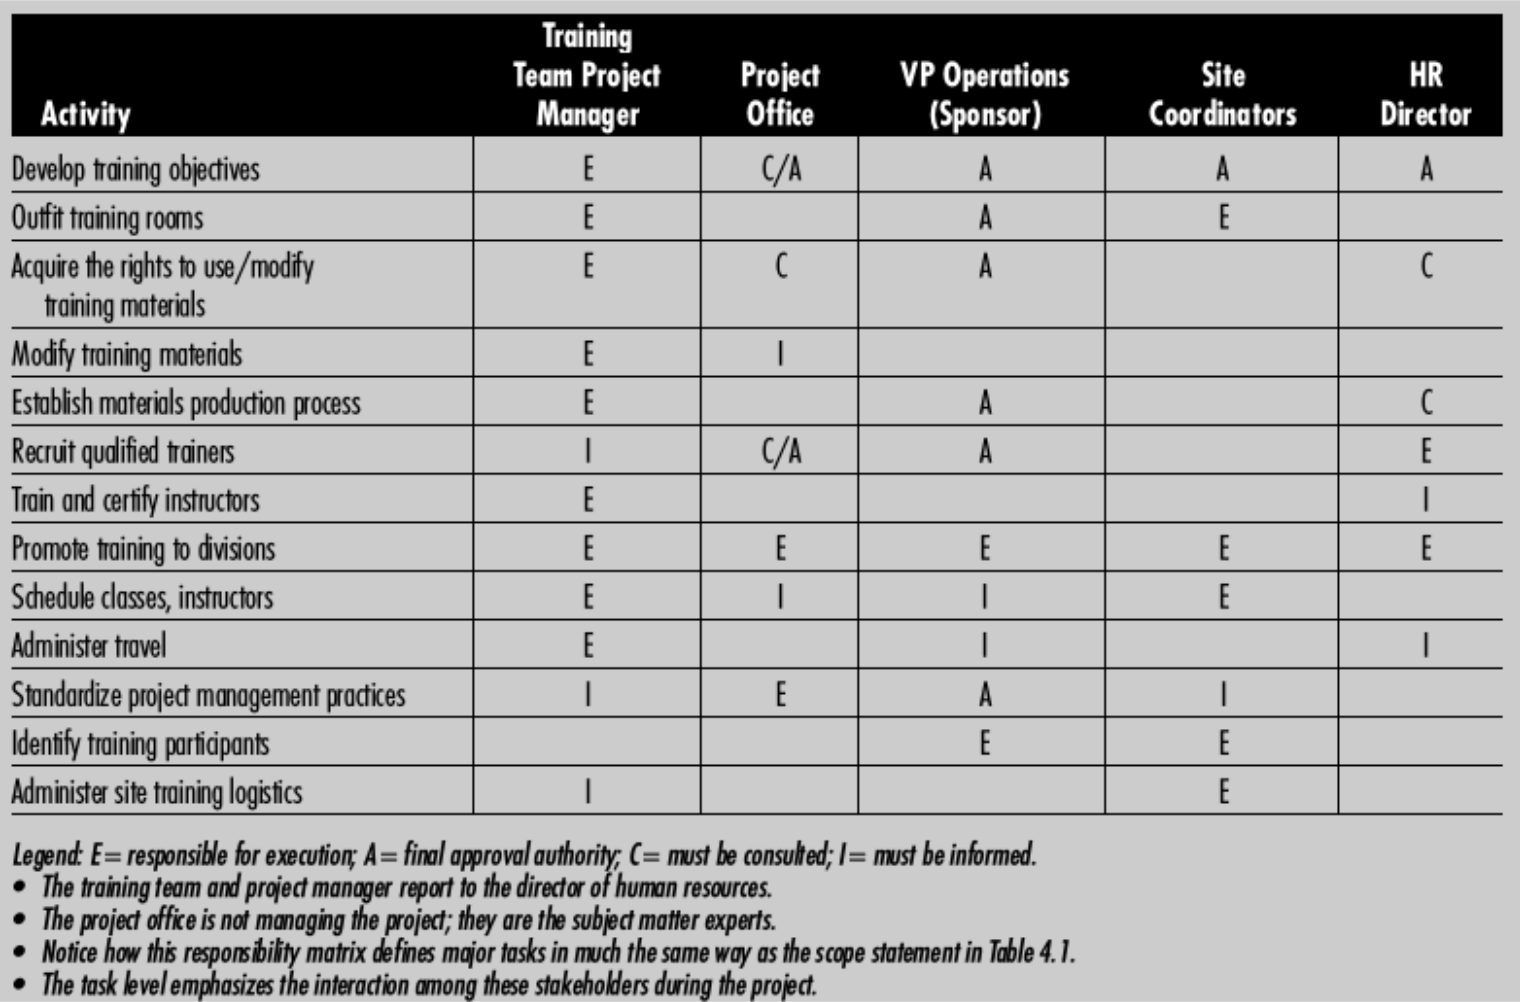 Activity Training Team Project Manager Project Office VP Operations (Sponsor) Site Coordinators HR Director
Develop training objectives E C/A A A A
Outfit training rooms E A E
Acquire the rights to use/modify E C A C
training materials
Modify training materials E I
Establish materials production process E A C
Recruit qualified trainers I C/A A E
Train and certify instructors E I
Promote training to divisions E E E E E
Schedule classes, instructors E I I E
Administer travel E I I
Standardize project management practices I E A I
Identify training participants E E
Administer site training logistics I E
Legend: E= responsible for execution; A= final approval authority; C= must be consulted; I= must be informed.
• The training team and project manager report to the director of human resources.
• The project office is not managing the project; they are the subject matter experts.
• Notice how this responsibility matrix defines major tasks in much the same way as the scope statement in Table 4.1.
• The task level emphasizes the interaction among these stakeholders during the project.